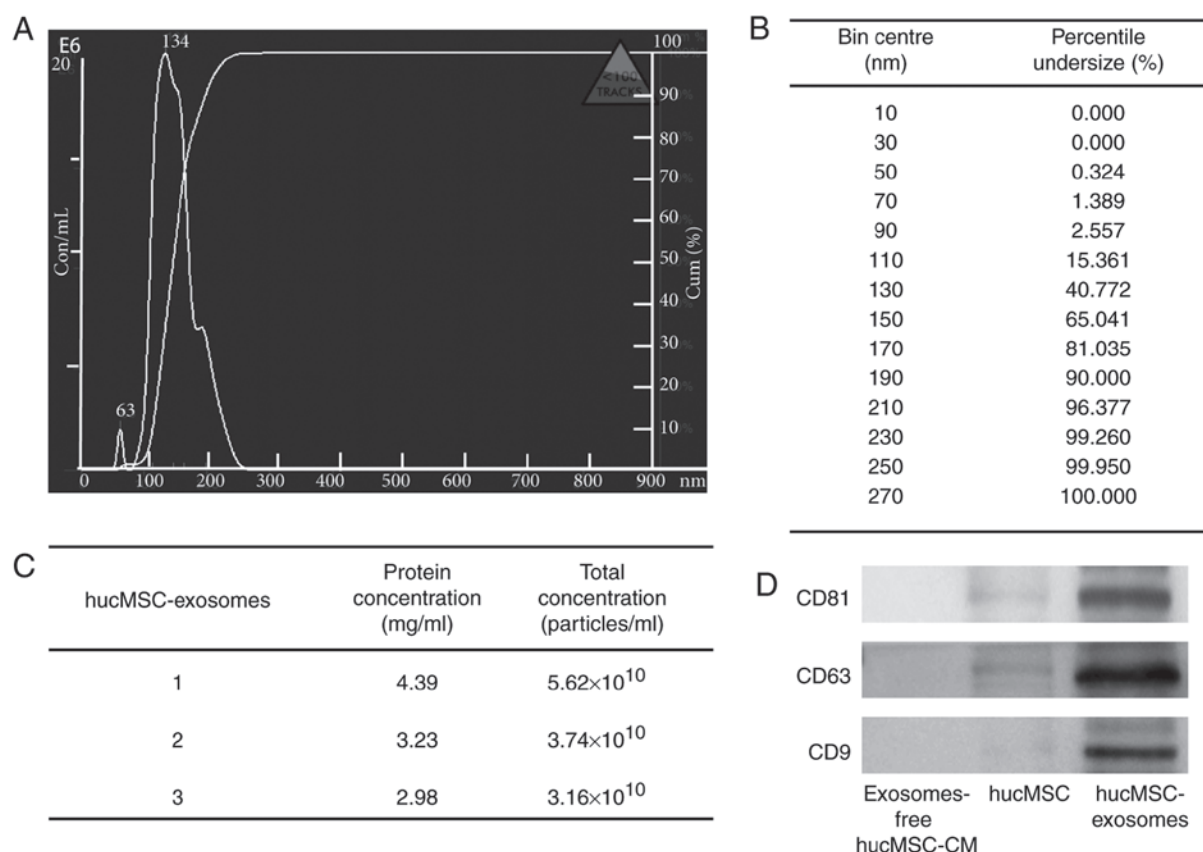 A
E6
20
134
63
<100
TRACKS
100
90
80
70
60
50
40
30
20
10
Con/mL
Cum (%)
0 100 200 300 400 500 600 700 800 900 nm
B
Bin centre Percentile
(nm) undersize (%)
10 0.000
30 0.000
50 0.324
70 1.389
90 2.557
110 15.361
130 40.772
150 65.041
170 81.035
190 90.000
210 96.377
230 99.260
250 99.950
270 100.000
C
Protein Total
hucMSC-exosomes concentration concentration
(mg/ml) (particles/ml)
1 4.39 5.62×10¹⁰
2 3.23 3.74×10¹⁰
3 2.98 3.16×10¹⁰
D
CD81
CD63
CD9
Exosomes- hucMSC hucMSC-
free exosomes
hucMSC-CM